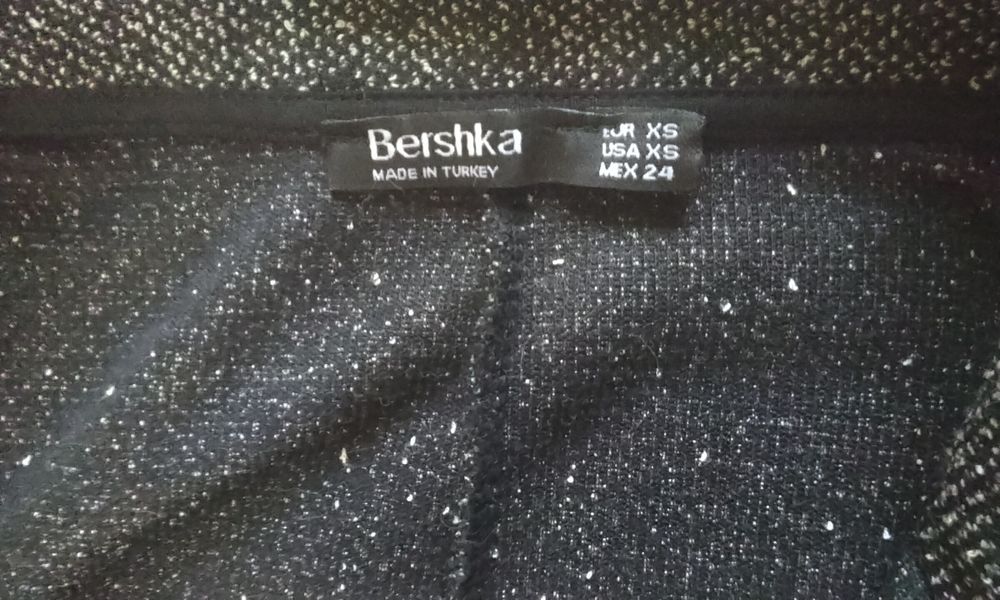 Bershka
MADE IN TURKEY
EUR XS
USA XS
MEX 24